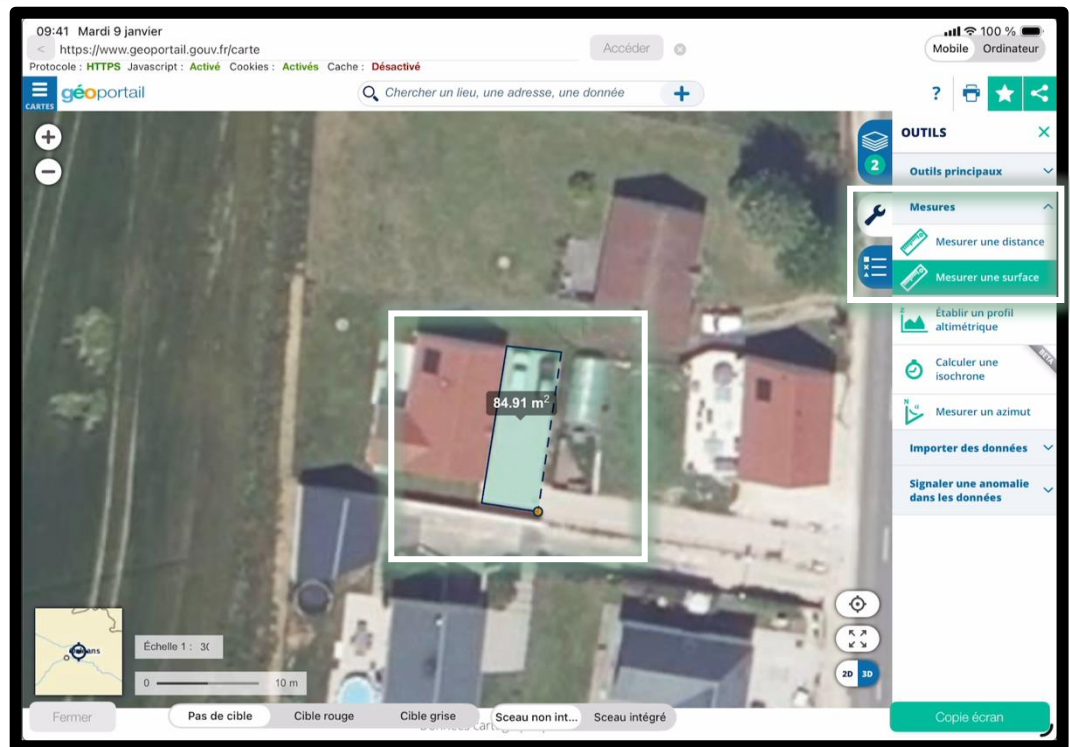 09:41 Mardi 9 janvier
100 %
< https://www.geoportail.gouv.fr/carte
Accéder
Mobile Ordinateur
Protocole : HTTPS Javascript : Activé Cookies : Activés Cache : Désactivé
CARTES
géoportail
Chercher un lieu, une adresse, une donnée
+
?
OUTILS
2
Outils principaux
Mesures
Mesurer une distance
Mesurer une surface
Établir un profil
altimétrique
Calculer une
isochrone
BETA
Mesurer un azimut
Importer des données
Signaler une anomalie
dans les données
84.91 m²
Échelle 1 :
0 10 m
2D 3D
Fermer
Pas de cible
Cible rouge
Cible grise
Sceau non int...
Sceau intégré
Copie écran